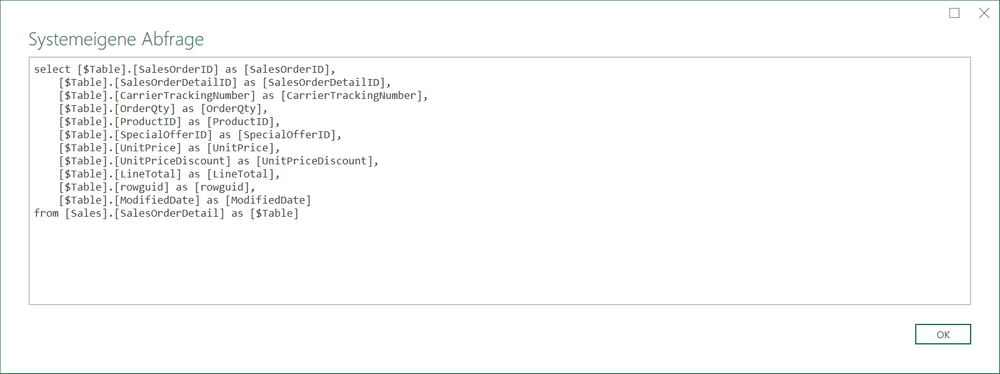 Systemeigene Abfrage
select [$Table].[SalesOrderID] as [SalesOrderID],
    [$Table].[SalesOrderDetailID] as [SalesOrderDetailID],
    [$Table].[CarrierTrackingNumber] as [CarrierTrackingNumber],
    [$Table].[OrderQty] as [OrderQty],
    [$Table].[ProductID] as [ProductID],
    [$Table].[SpecialOfferID] as [SpecialOfferID],
    [$Table].[UnitPrice] as [UnitPrice],
    [$Table].[UnitPriceDiscount] as [UnitPriceDiscount],
    [$Table].[LineTotal] as [LineTotal],
    [$Table].[rowguid] as [rowguid],
    [$Table].[ModifiedDate] as [ModifiedDate]
from [Sales].[SalesOrderDetail] as [$Table]
OK